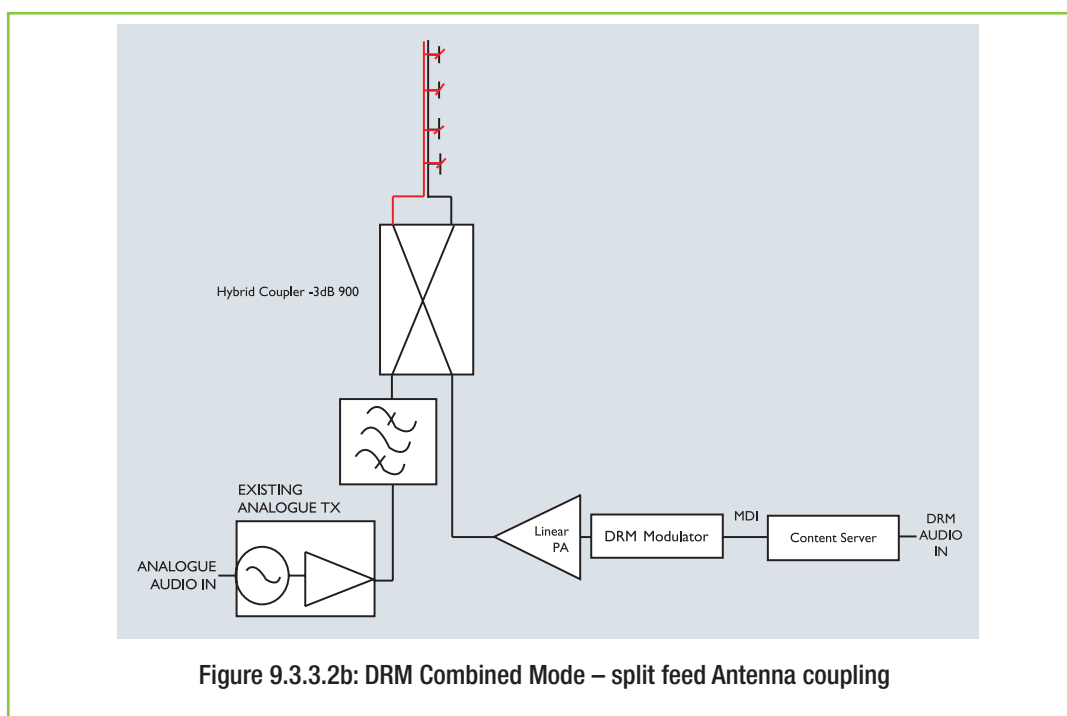 Hybrid Coupler -3dB 900
EXISTING
ANALOGUE TX
ANALOGUE
AUDIO IN
Linear
PA
DRM Modulator
MDI
Content Server
DRM
AUDIO
IN
Figure 9.3.3.2b: DRM Combined Mode – split feed Antenna coupling